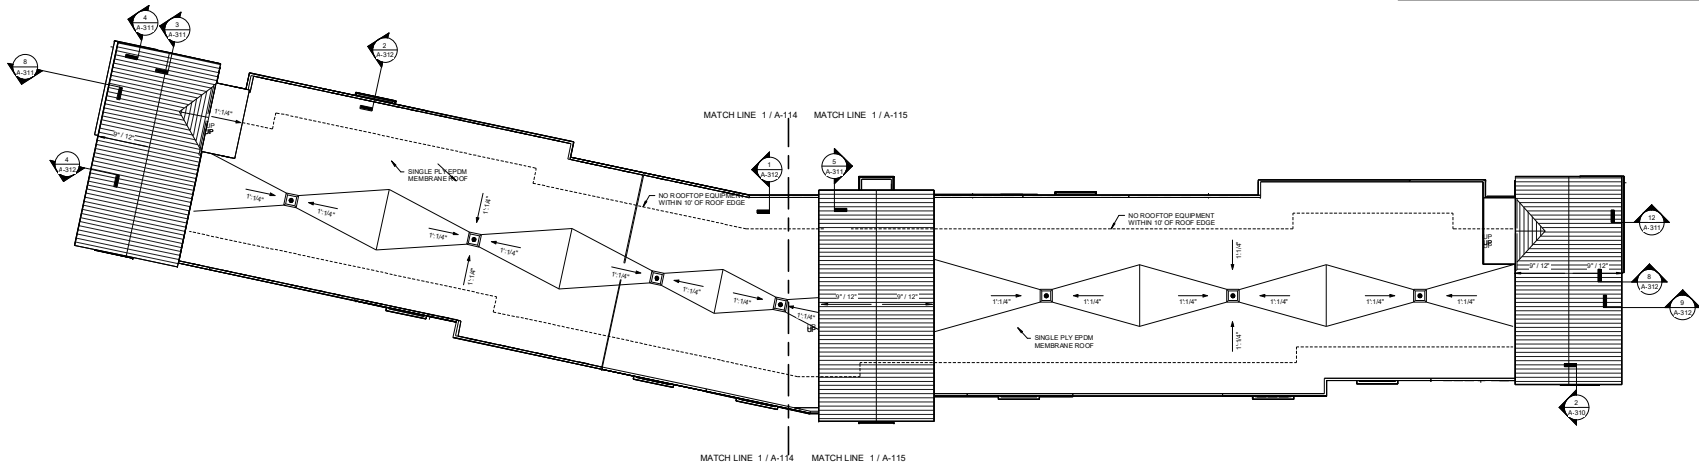 4
A-311
3
A-311
2
A-312
8
A-311
4
A-312
MATCH LINE 1 / A-114
MATCH LINE 1 / A-115
1
A-312
5
A-311
1":1/4"
UP
9" / 12"
SINGLE PLY EPDM
MEMBRANE ROOF
NO ROOFTOP EQUIPMENT
WITHIN 10' OF ROOF EDGE
1":1/4"
1":1/4"
1":1/4"
1":1/4"
1":1/4"
1":1/4"
1":1/4"
1":1/4"
1":1/4"
1":1/4"
1":1/4"
9" / 12"
9" / 12"
NO ROOFTOP EQUIPMENT
WITHIN 10' OF ROOF EDGE
1":1/4"
1":1/4"
1":1/4"
1":1/4"
1":1/4"
1":1/4"
1":1/4"
1":1/4"
SINGLE PLY EPDM
MEMBRANE ROOF
UP
9" / 12"
9" / 12"
12
A-311
8
A-312
9
A-312
2
A-310
MATCH LINE 1 / A-114
MATCH LINE 1 / A-115